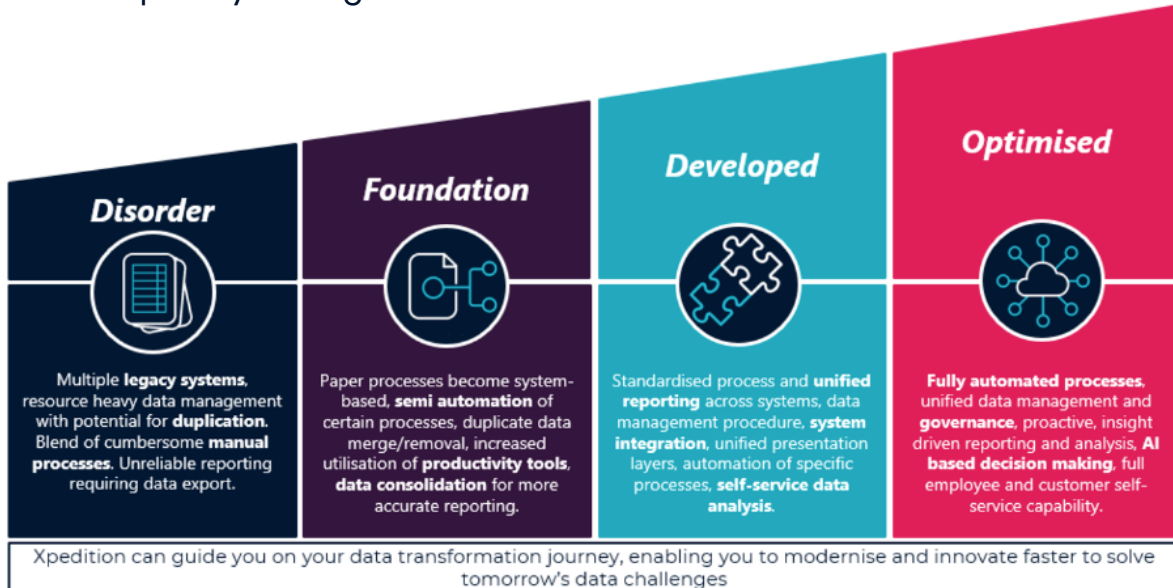 Disorder
Foundation
Developed
Optimised
Multiple legacy systems,
resource heavy data management
with potential for duplication.
Blend of cumbersome manual
processes. Unreliable reporting
requiring data export.
Paper processes become system-
based, semi automation of
certain processes, duplicate data
merge/removal, increased
utilisation of productivity tools,
data consolidation for more
accurate reporting.
Standardised process and unified
reporting across systems, data
management procedure, system
integration, unified presentation
layers, automation of specific
processes, self-service data
analysis.
Fully automated processes,
unified data management and
governance, proactive, insight
driven reporting and analysis, AI
based decision making, full
employee and customer self-
service capability.
Xpedition can guide you on your data transformation journey, enabling you to modernise and innovate faster to solve
tomorrow's data challenges